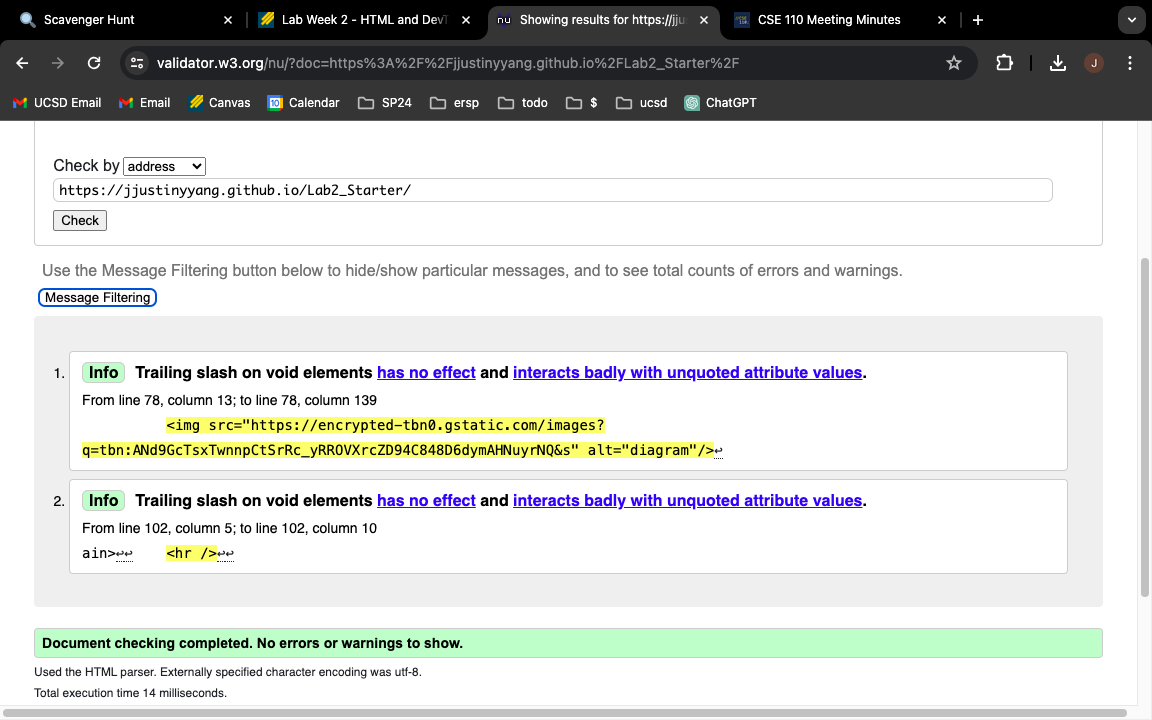 Scavenger Hunt
Lab Week 2 - HTML and DevT
Showing results for https://jju
CSE 110 Meeting Minutes
validator.w3.org/nu/?doc=https%3A%2F%2Fjjustinyyang.github.io%2FLab2_Starter%2F
J
UCSD Email
Email
Canvas
10 Calendar
SP24
ersp
todo
$
ucsd
ChatGPT
Check by address
https://jjustinyyang.github.io/Lab2_Starter/
Check
Use the Message Filtering button below to hide/show particular messages, and to see total counts of errors and warnings.
Message Filtering
1. Info Trailing slash on void elements has no effect and interacts badly with unquoted attribute values.
From line 78, column 13; to line 78, column 139
<img src="https://encrypted-tbn0.gstatic.com/images?
q=tbn:ANd9GcTsxTwnnpCtSrRc_yRROVXrcZD94C848D6dymAHNuyrNQ&s" alt="diagram"/>↩
2. Info Trailing slash on void elements has no effect and interacts badly with unquoted attribute values.
From line 102, column 5; to line 102, column 10
ain>↩↩ <hr />↩↩
Document checking completed. No errors or warnings to show.
Used the HTML parser. Externally specified character encoding was utf-8.
Total execution time 14 milliseconds.